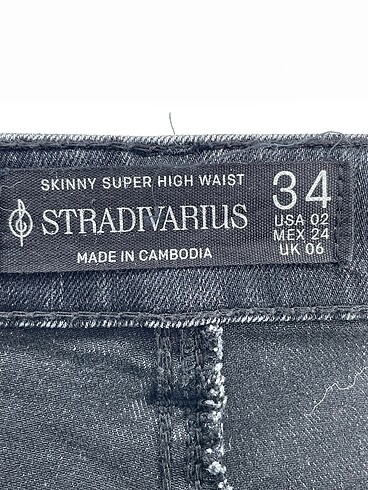 SKINNY SUPER HIGH WAIST
STRADIVARIUS
MADE IN CAMBODIA
34
USA 02
MEX 24
UK 06